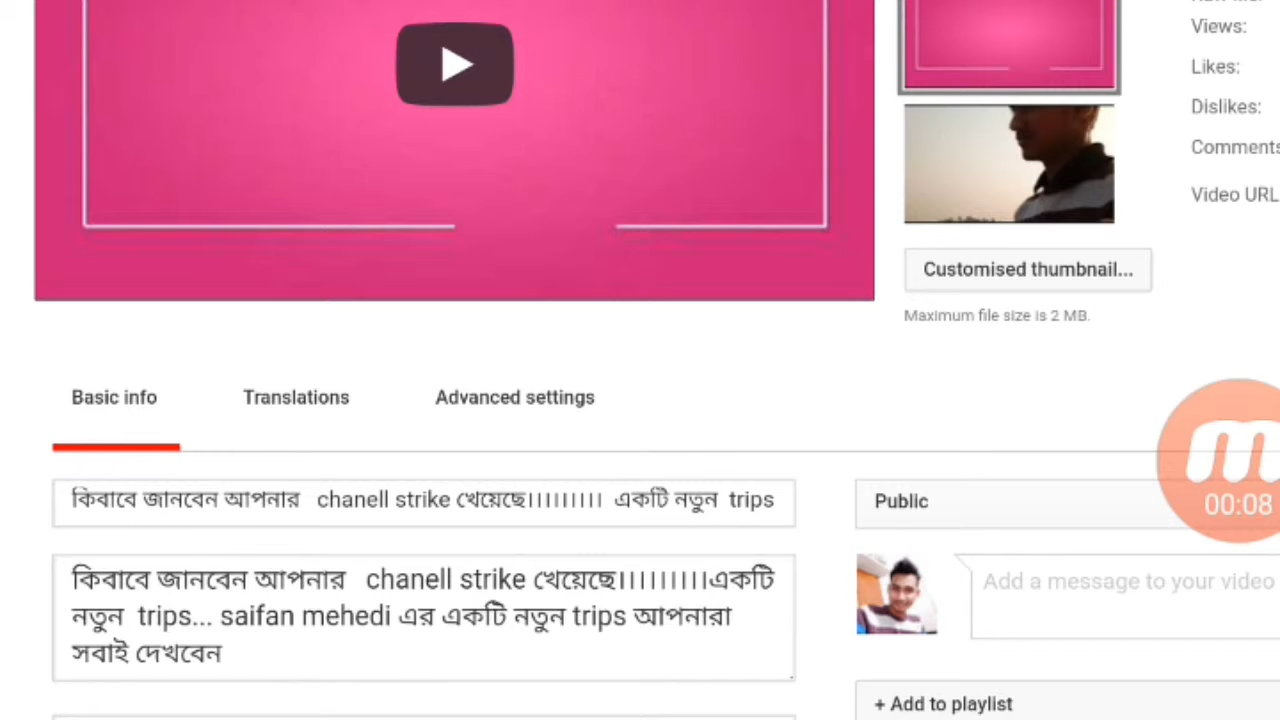 Views:
Likes:
Dislikes:
Comments
Video URL
Customised thumbnail...
Maximum file size is 2 MB.
Basic info
Translations
Advanced settings
কিবাবে জানবেন আপনার chanell strike খেয়েছে।।।।।।।।। একটি নতুন trips
Public
00:08
কিবাবে জানবেন আপনার chanell strike খেয়েছে।।।।।।।।।একটি
নতুন trips... saifan mehedi এর একটি নতুন trips আপনারা
সবাই দেখবেন
Add a message to your video
+ Add to playlist